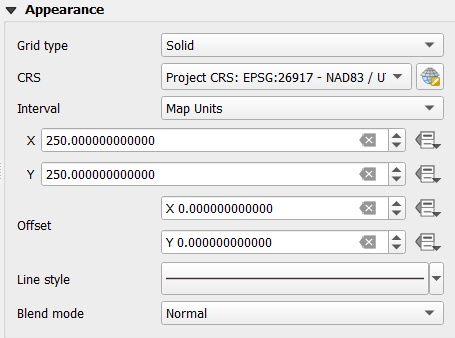 Appearance
Grid type Solid
CRS Project CRS: EPSG:26917 - NAD83 / U
Interval Map Units
X 250.000000000000
Y 250.000000000000
Offset
X 0.000000000000
Y 0.000000000000
Line style
Blend mode Normal